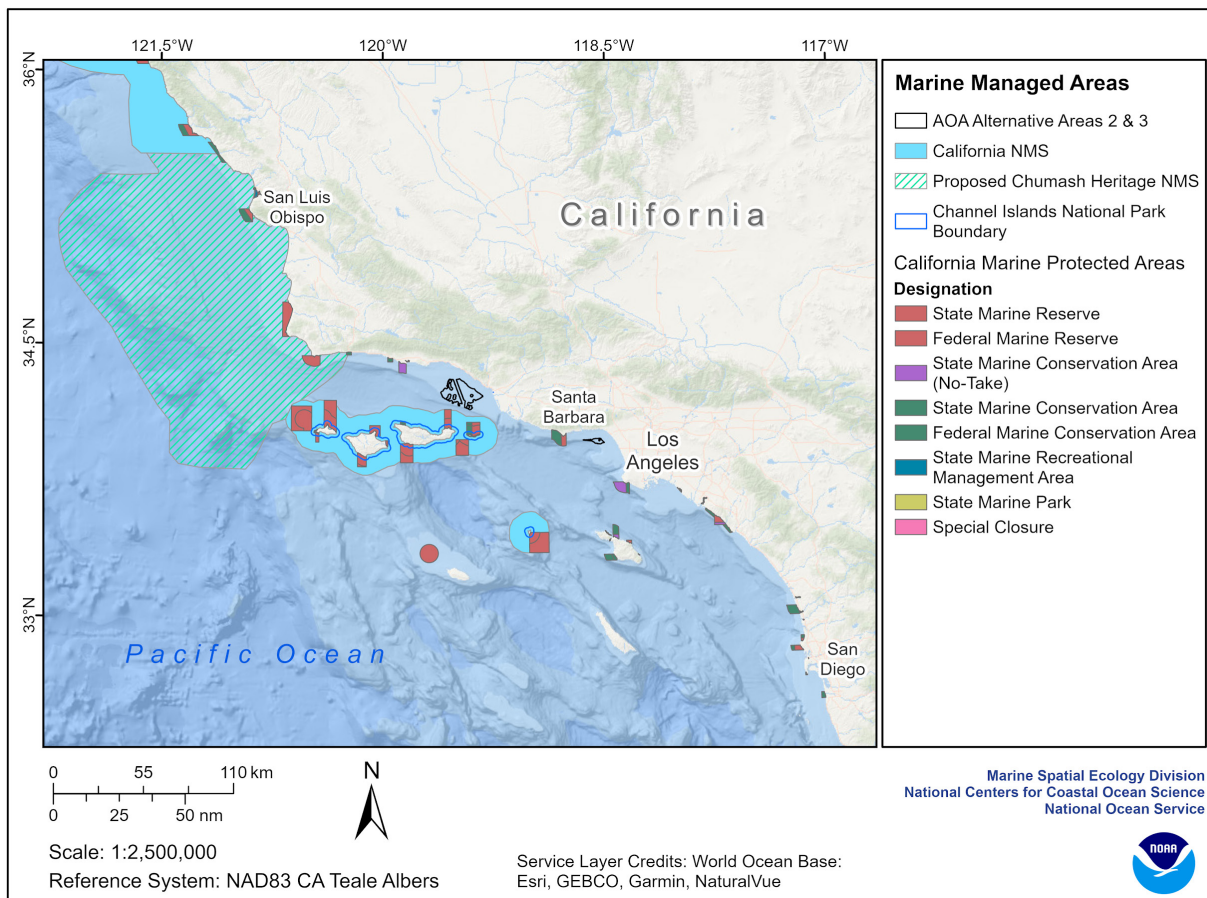 121.5°W
120°W
118.5°W
117°W
36°N
34.5°N
33°N
San Luis
Obispo
California
Santa
Barbara
Los
Angeles
San
Diego
Pacific Ocean
Marine Managed Areas
AOA Alternative Areas 2 & 3
California NMS
Proposed Chumash Heritage NMS
Channel Islands National Park
Boundary
California Marine Protected Areas
Designation
State Marine Reserve
Federal Marine Reserve
State Marine Conservation Area
(No-Take)
State Marine Conservation Area
Federal Marine Conservation Area
State Marine Recreational
Management Area
State Marine Park
Special Closure
0 55 110 km
0 25 50 nm
N
Scale: 1:2,500,000
Reference System: NAD83 CA Teale Albers
Service Layer Credits: World Ocean Base:
Esri, GEBCO, Garmin, NaturalVue
Marine Spatial Ecology Division
National Centers for Coastal Ocean Science
National Ocean Service
NOAA